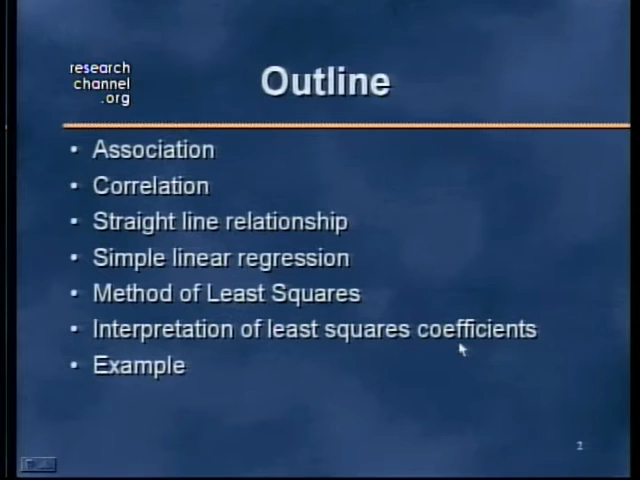 research
channel
.org
Outline
• Association
• Correlation
• Straight line relationship
• Simple linear regression
• Method of Least Squares
• Interpretation of least squares coefficients
• Example
2